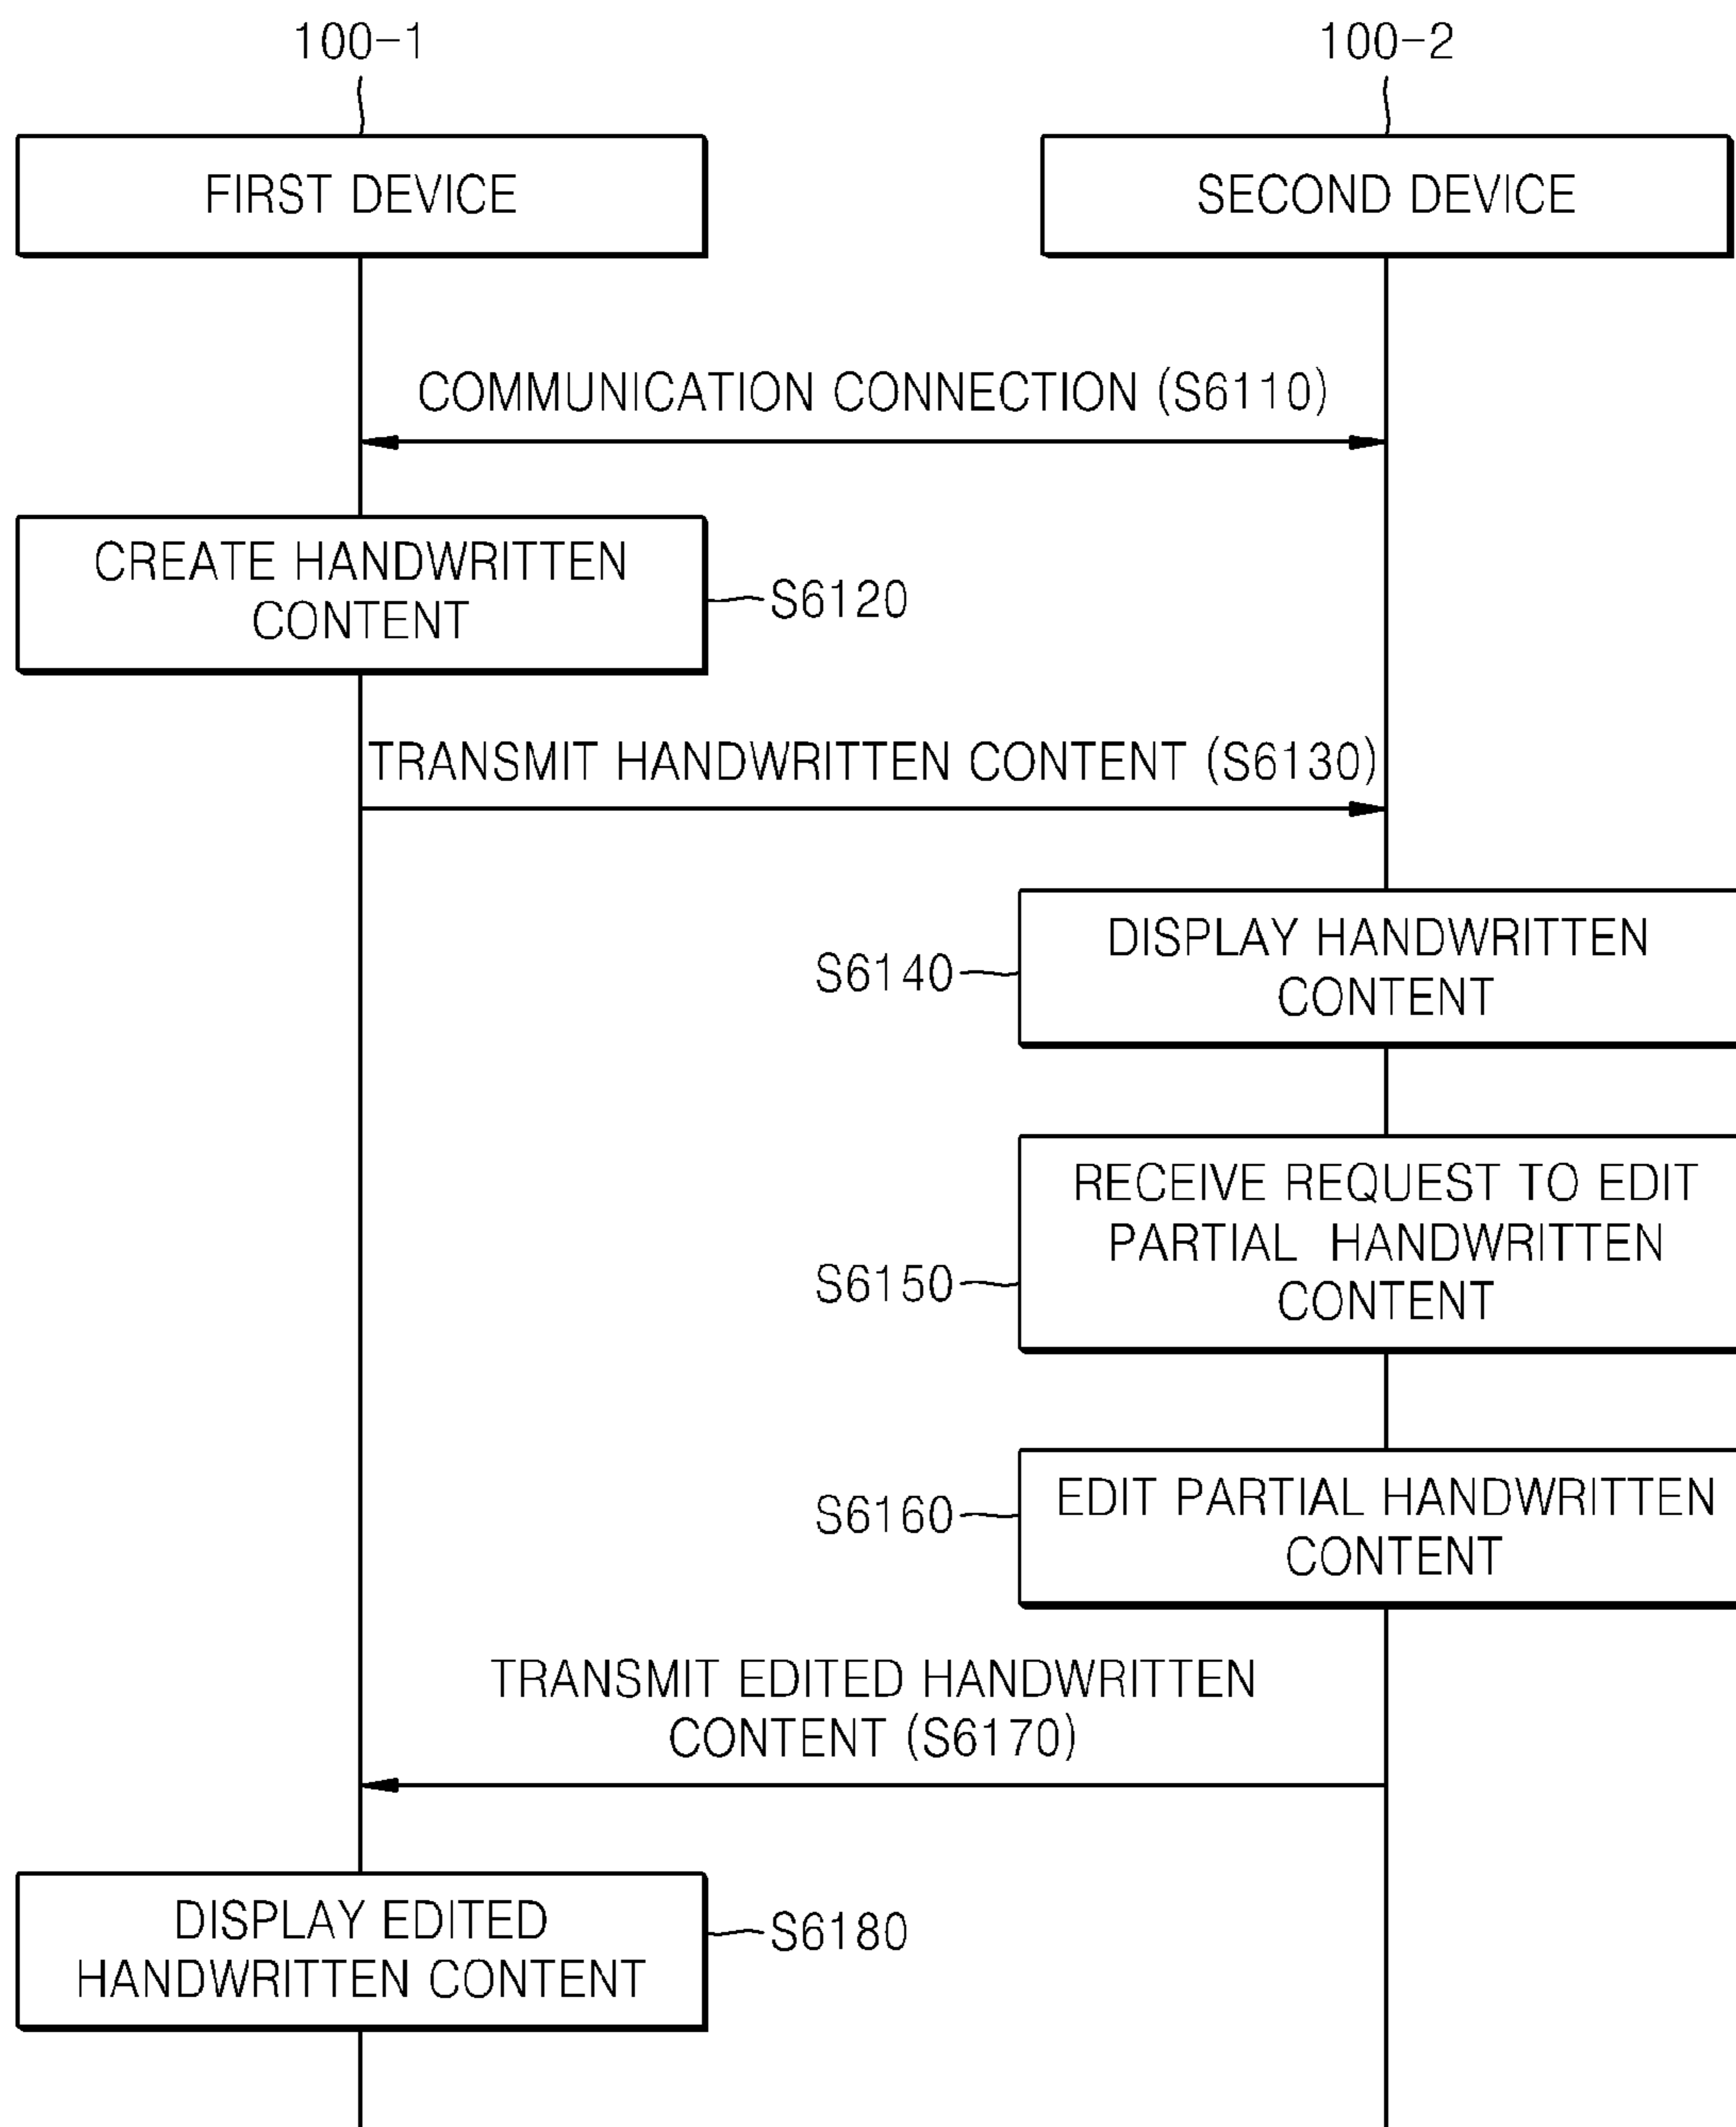 100-1
100-2
FIRST DEVICE
SECOND DEVICE
COMMUNICATION CONNECTION (S6110)
CREATE HANDWRITTEN
CONTENT
S6120
TRANSMIT HANDWRITTEN CONTENT (S6130)
DISPLAY HANDWRITTEN
CONTENT
S6140
RECEIVE REQUEST TO EDIT
PARTIAL HANDWRITTEN
CONTENT
S6150
EDIT PARTIAL HANDWRITTEN
CONTENT
S6160
TRANSMIT EDITED HANDWRITTEN
CONTENT (S6170)
DISPLAY EDITED
HANDWRITTEN CONTENT
S6180